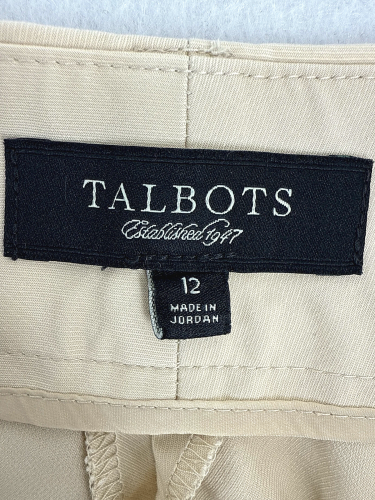 TALBOTS
Established 1947
12
MADE IN
JORDAN